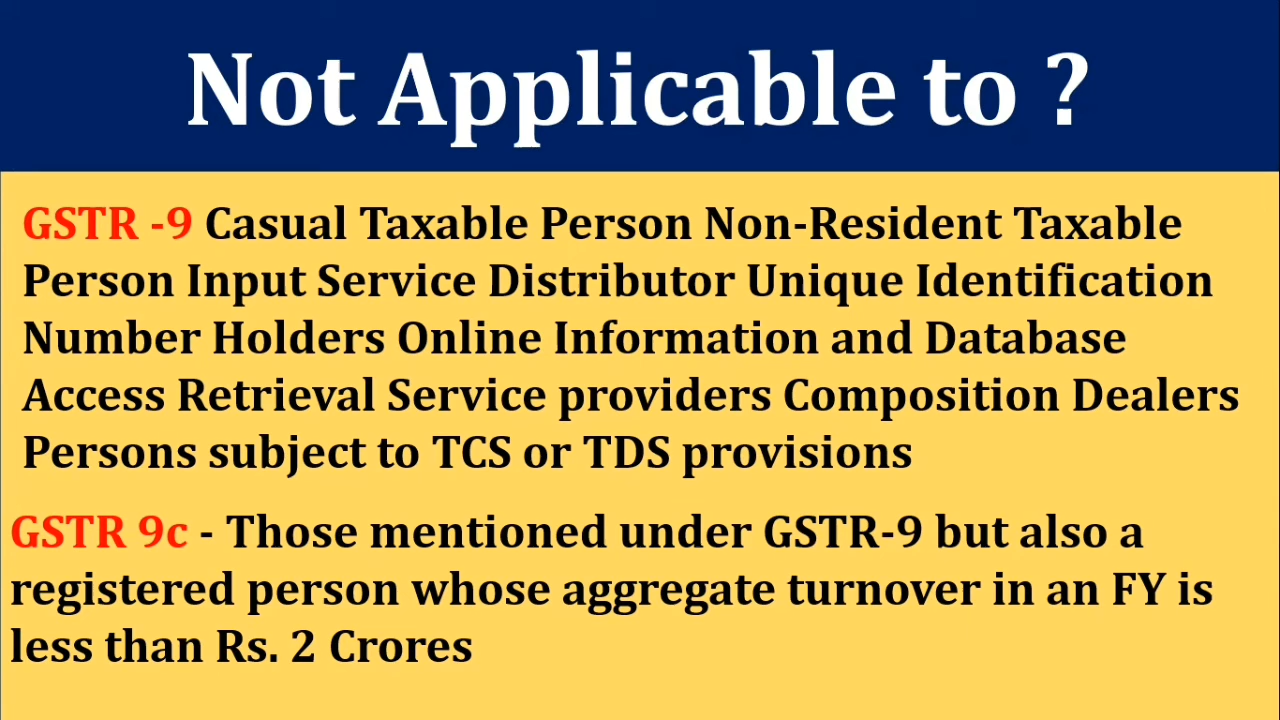 Not Applicable to ?
GSTR -9 Casual Taxable Person Non-Resident Taxable
Person Input Service Distributor Unique Identification
Number Holders Online Information and Database
Access Retrieval Service providers Composition Dealers
Persons subject to TCS or TDS provisions
GSTR 9c - Those mentioned under GSTR-9 but also a
registered person whose aggregate turnover in an FY is
less than Rs. 2 Crores